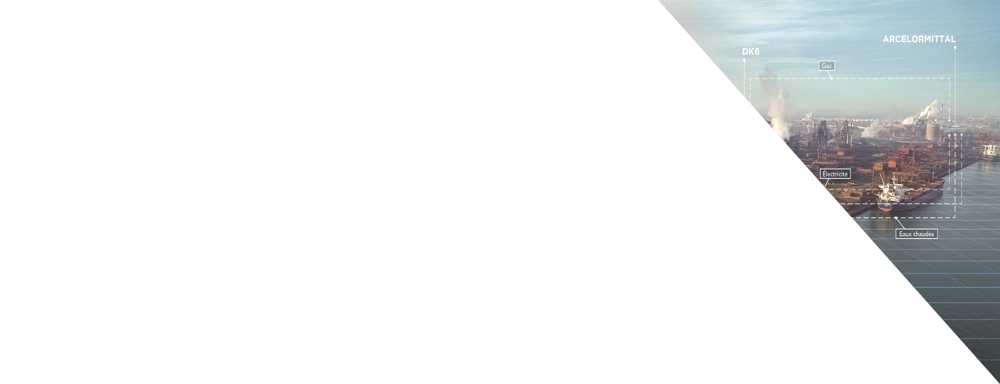 ARCELORMITTAL
DK6
Gaz
Électricité
Eaux chaudes